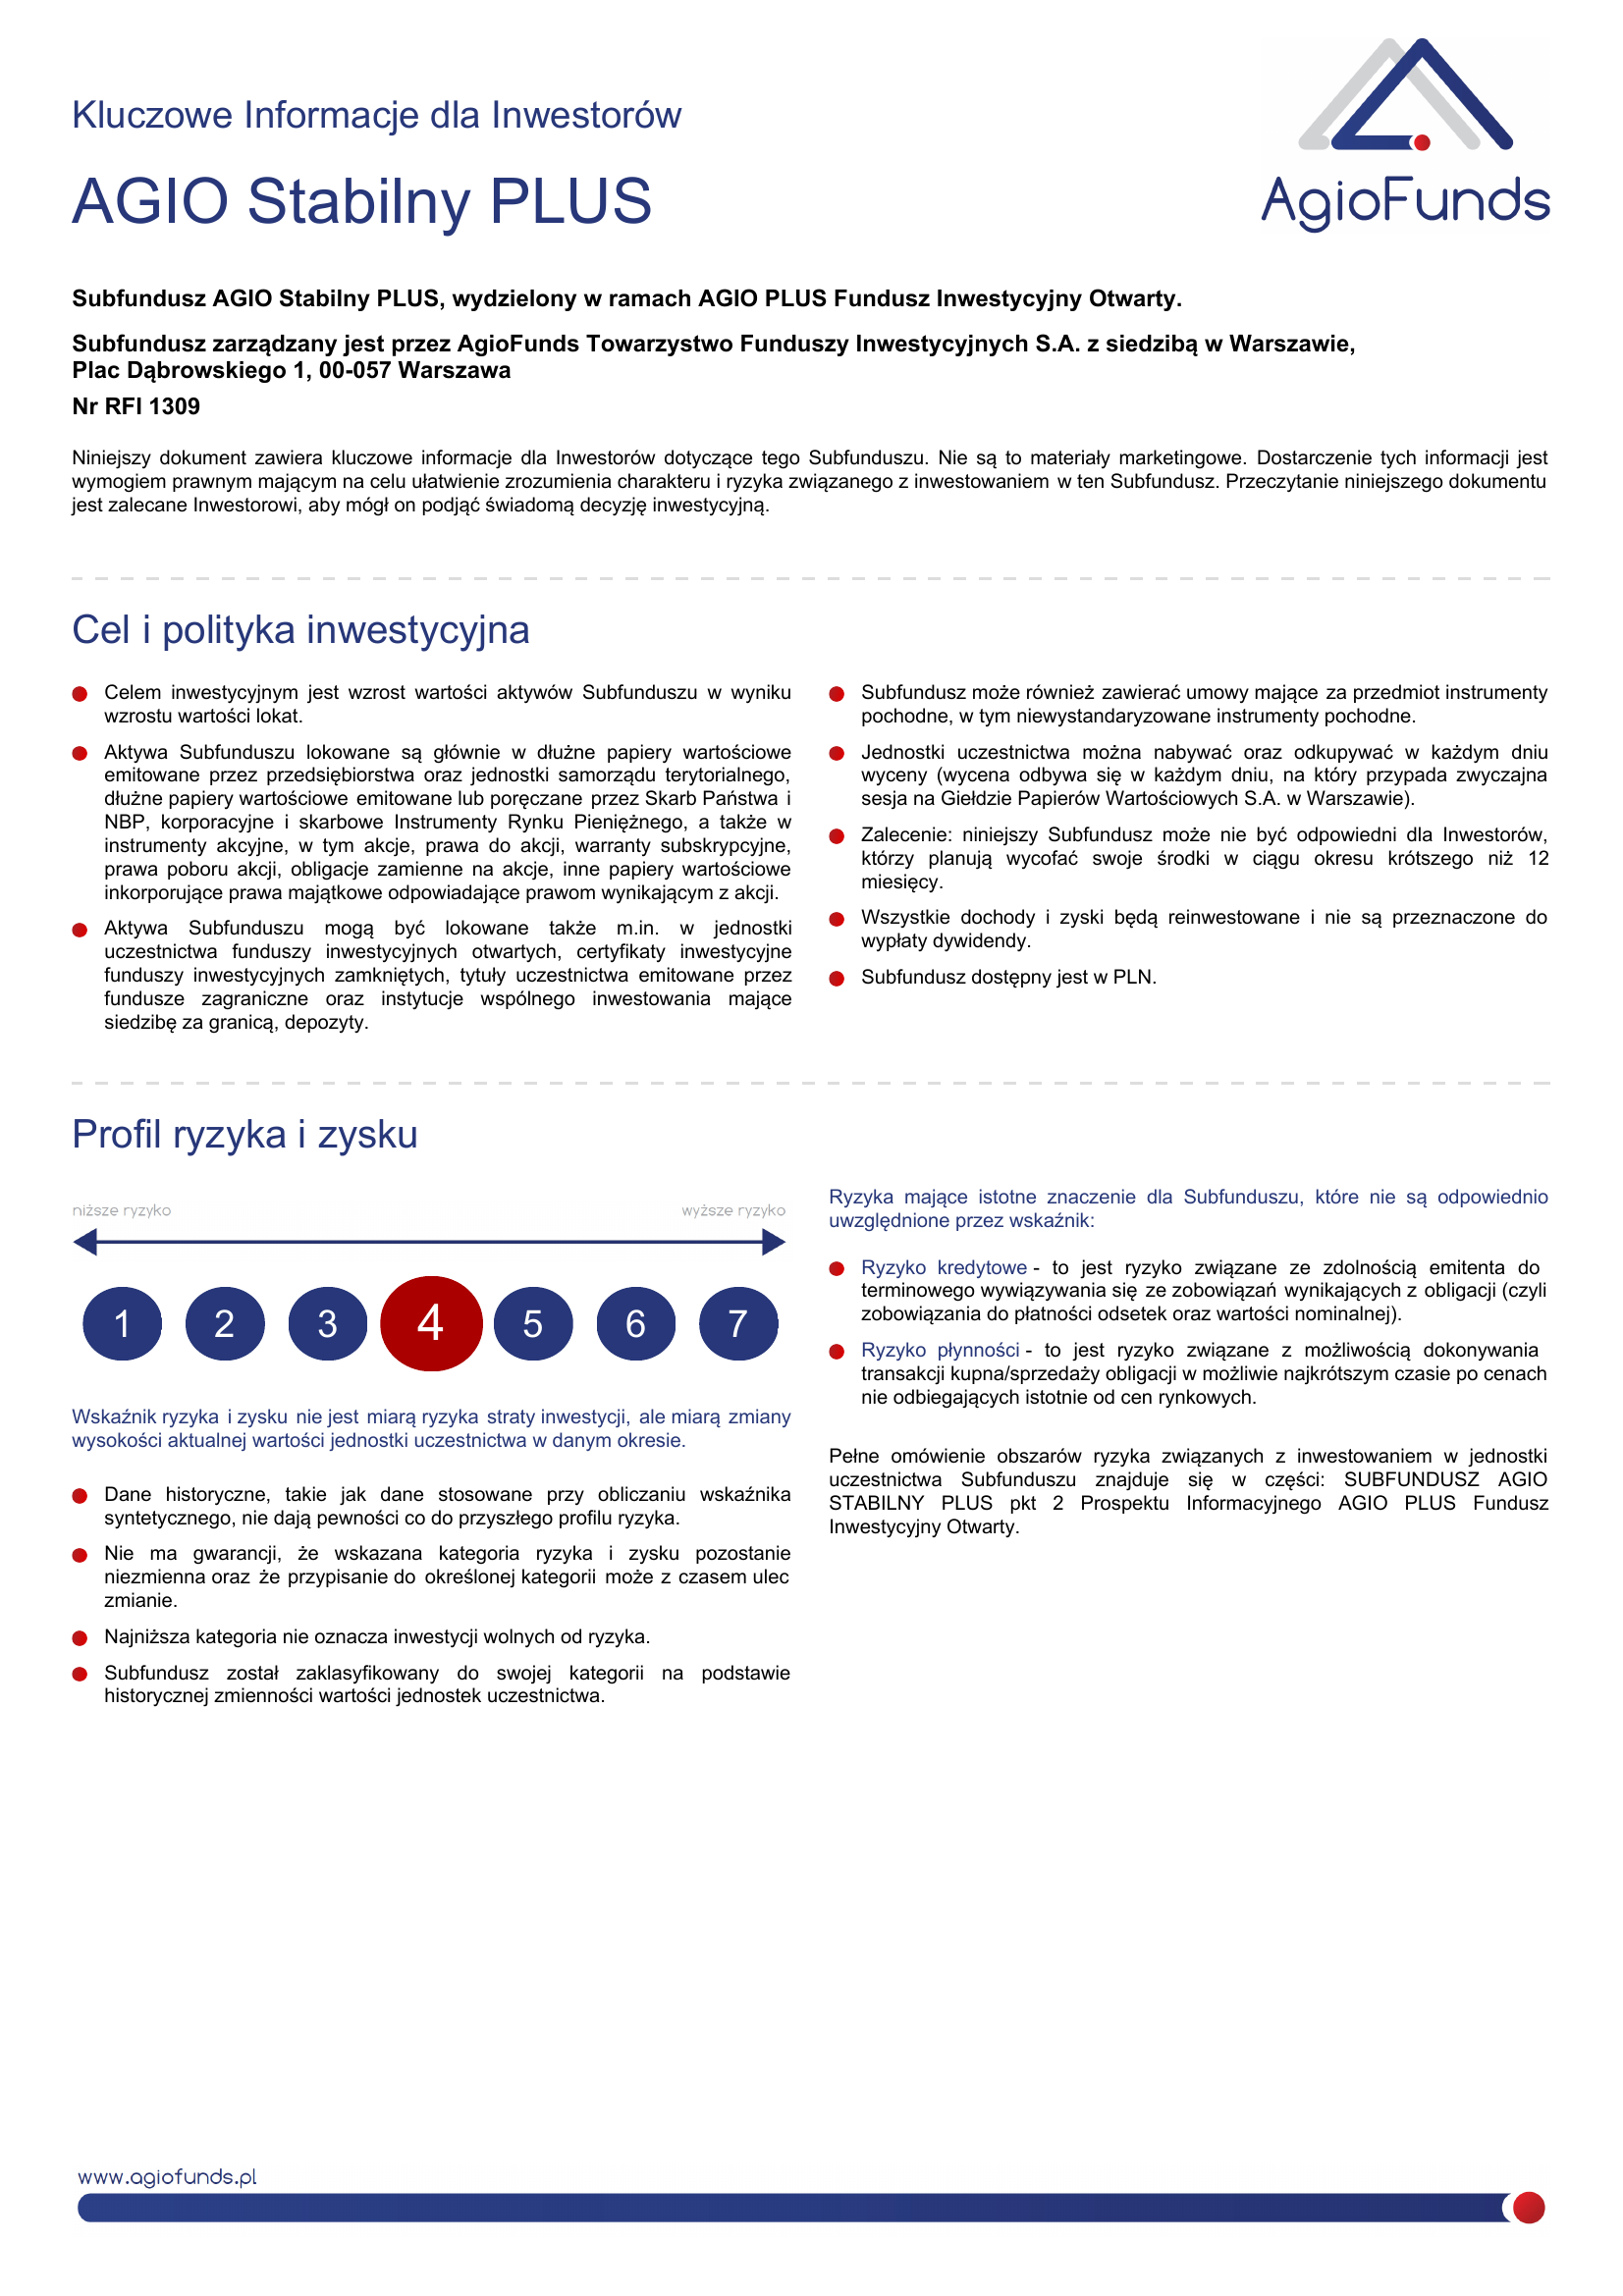 Kluczowe Informacje dla Inwestorów
AGIO Stabilny PLUS
AgioFunds
Subfundusz AGIO Stabilny PLUS, wydzielony w ramach AGIO PLUS Fundusz Inwestycyjny Otwarty.
Subfundusz zarządzany jest przez AgioFunds Towarzystwo Funduszy Inwestycyjnych S.A. z siedzibą w Warszawie,
Plac Dąbrowskiego 1, 00-057 Warszawa
Nr RFI 1309
Niniejszy dokument zawiera kluczowe informacje dla Inwestorów dotyczące tego Subfunduszu. Nie są to materiały marketingowe. Dostarczenie tych informacji jest
wymogiem prawnym mającym na celu ułatwienie zrozumienia charakteru i ryzyka związanego z inwestowaniem w ten Subfundusz. Przeczytanie niniejszego dokumentu
jest zalecane Inwestorowi, aby mógł on podjąć świadomą decyzję inwestycyjną.
Cel i polityka inwestycyjna
Celem inwestycyjnym jest wzrost wartości aktywów Subfunduszu w wyniku
wzrostu wartości lokat.
Aktywa Subfunduszu lokowane są głównie w dłużne papiery wartościowe
emitowane przez przedsiębiorstwa oraz jednostki samorządu terytorialnego,
dłużne papiery wartościowe emitowane lub poręczane przez Skarb Państwa i
NBP, korporacyjne i skarbowe Instrumenty Rynku Pieniężnego, a także w
instrumenty akcyjne, w tym akcje, prawa do akcji, warranty subskrypcyjne,
prawa poboru akcji, obligacje zamienne na akcje, inne papiery wartościowe
inkorporujące prawa majątkowe odpowiadające prawom wynikającym z akcji.
Aktywa Subfunduszu mogą być lokowane także m.in. w jednostki
uczestnictwa funduszy inwestycyjnych otwartych, certyfikaty inwestycyjne
funduszy inwestycyjnych zamkniętych, tytuły uczestnictwa emitowane przez
fundusze zagraniczne oraz instytucje wspólnego inwestowania mające
siedzibę za granicą, depozyty.
Subfundusz może również zawierać umowy mające za przedmiot instrumenty
pochodne, w tym niewystandaryzowane instrumenty pochodne.
Jednostki uczestnictwa można nabywać oraz odkupywać w każdym dniu
wyceny (wycena odbywa się w każdym dniu, na który przypada zwyczajna
sesja na Giełdzie Papierów Wartościowych S.A. w Warszawie).
Zalecenie: niniejszy Subfundusz może nie być odpowiedni dla Inwestorów,
którzy planują wycofać swoje środki w ciągu okresu krótszego niż 12
miesięcy.
Wszystkie dochody i zyski będą reinwestowane i nie są przeznaczone do
wypłaty dywidendy.
Subfundusz dostępny jest w PLN.
Profil ryzyka i zysku
niższe ryzyko wyższe ryzyko
1 2 3 4 5 6 7
Wskaźnik ryzyka i zysku nie jest miarą ryzyka straty inwestycji, ale miarą zmiany
wysokości aktualnej wartości jednostki uczestnictwa w danym okresie.
Dane historyczne, takie jak dane stosowane przy obliczaniu wskaźnika
syntetycznego, nie dają pewności co do przyszłego profilu ryzyka.
Nie ma gwarancji, że wskazana kategoria ryzyka i zysku pozostanie
niezmienna oraz że przypisanie do określonej kategorii może z czasem ulec
zmianie.
Najniższa kategoria nie oznacza inwestycji wolnych od ryzyka.
Subfundusz został zaklasyfikowany do swojej kategorii na podstawie
historycznej zmienności wartości jednostek uczestnictwa.
Ryzyka mające istotne znaczenie dla Subfunduszu, które nie są odpowiednio
uwzględnione przez wskaźnik:
Ryzyko kredytowe - to jest ryzyko związane ze zdolnością emitenta do
terminowego wywiązywania się ze zobowiązań wynikających z obligacji (czyli
zobowiązania do płatności odsetek oraz wartości nominalnej).
Ryzyko płynności - to jest ryzyko związane z możliwością dokonywania
transakcji kupna/sprzedaży obligacji w możliwie najkrótszym czasie po cenach
nie odbiegających istotnie od cen rynkowych.
Pełne omówienie obszarów ryzyka związanych z inwestowaniem w jednostki
uczestnictwa Subfunduszu znajduje się w części: SUBFUNDUSZ AGIO
STABILNY PLUS pkt 2 Prospektu Informacyjnego AGIO PLUS Fundusz
Inwestycyjny Otwarty.
www.agiofunds.pl